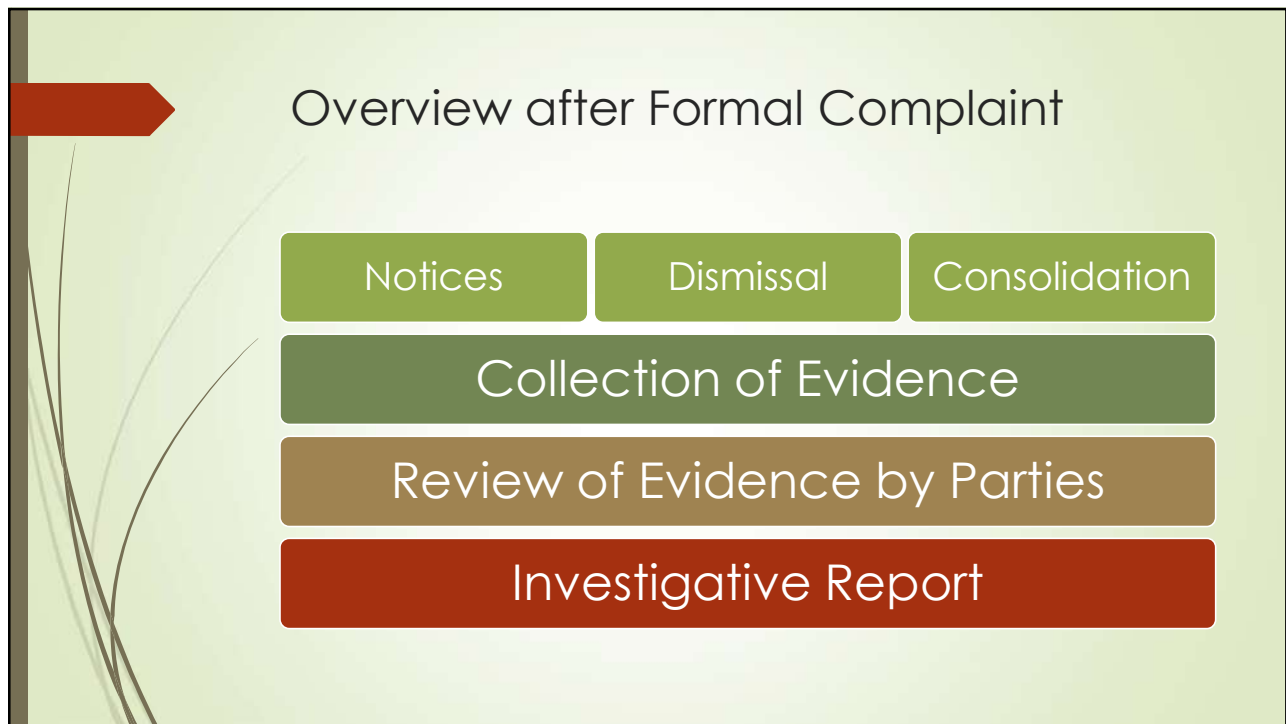 Overview after Formal Complaint
Notices
Dismissal
Consolidation
Collection of Evidence
Review of Evidence by Parties
Investigative Report